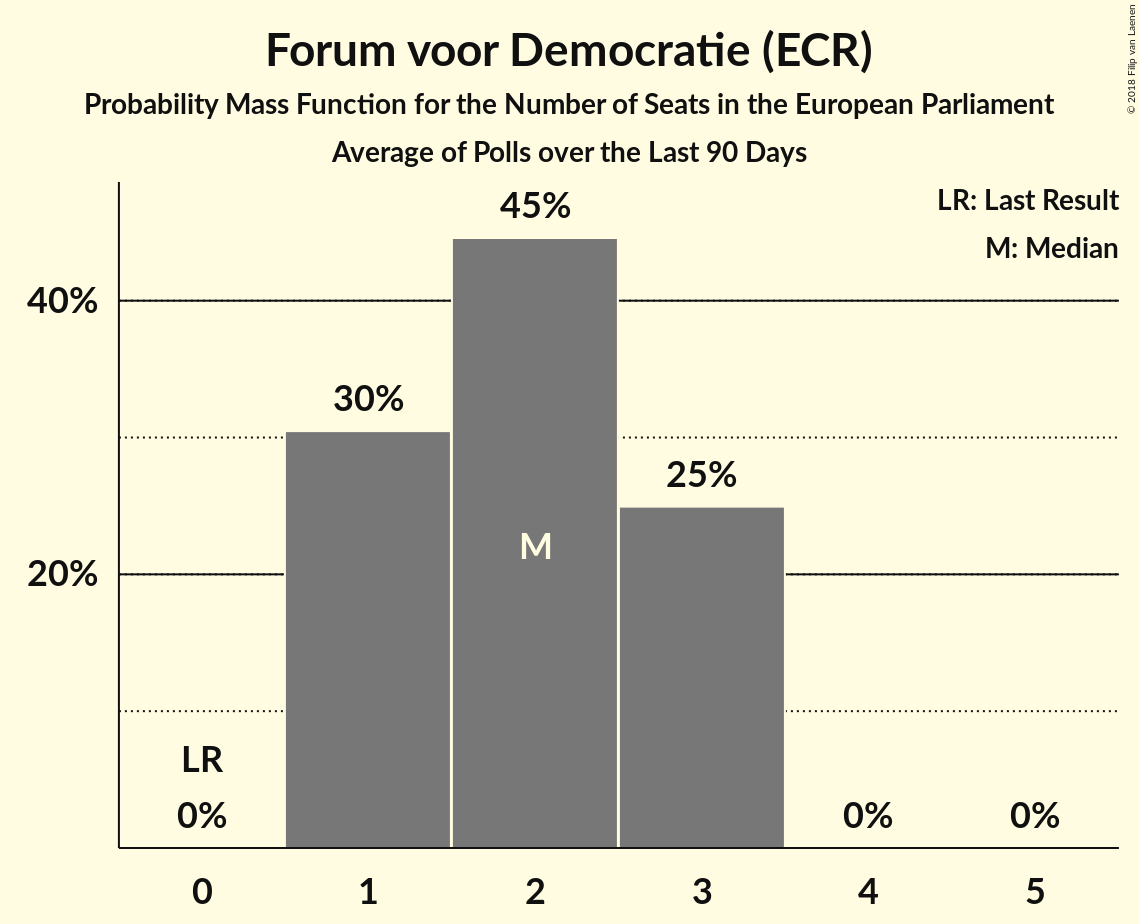 Forum voor Democratie (ECR)
Probability Mass Function for the Number of Seats in the European Parliament
Average of Polls over the Last 90 Days
© 2018 Filip van Laenen
LR: Last Result
M: Median
45%
40%
30%
25%
M
20%
LR
0%
0%
0%
0
1
2
3
4
5